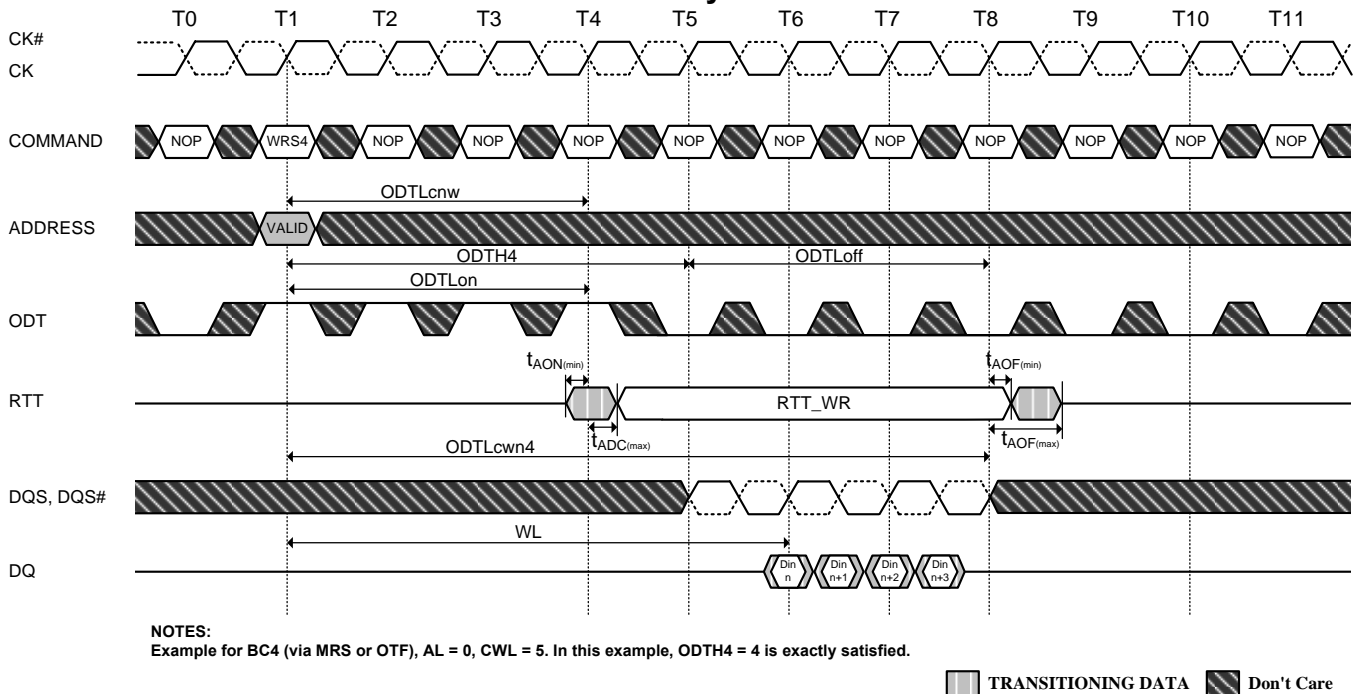 T0 T1 T2 T3 T4 T5 T6 T7 T8 T9 T10 T11
CK#
CK
COMMAND NOP WRS4 NOP NOP NOP NOP NOP NOP NOP NOP NOP NOP
ODTLcnw
ADDRESS VALID
ODTH4 ODTLoff
ODTLon
ODT
tAON(min) tAOF(min)
RTT RTT_WR
tADC(max) tAOF(max)
ODTLcwn4
DQS, DQS#
WL
DQ Din n Din n+1 Din n+2 Din n+3
NOTES:
Example for BC4 (via MRS or OTF), AL = 0, CWL = 5. In this example, ODTH4 = 4 is exactly satisfied.
TRANSITIONING DATA Don't Care